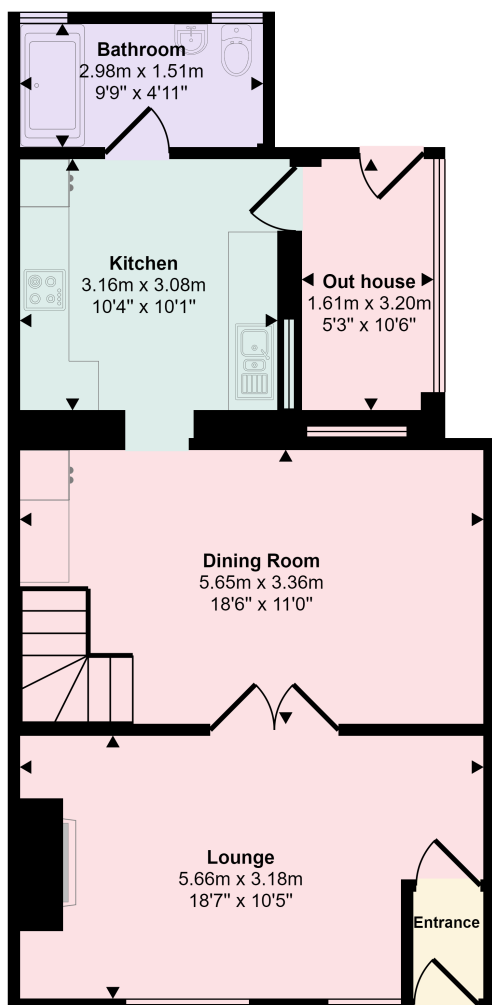 Bathroom
2.98m x 1.51m
9'9" x 4'11"
Kitchen
3.16m x 3.08m
10'4" x 10'1"
Out house
1.61m x 3.20m
5'3" x 10'6"
Dining Room
5.65m x 3.36m
18'6" x 11'0"
Lounge
5.66m x 3.18m
18'7" x 10'5"
Entrance